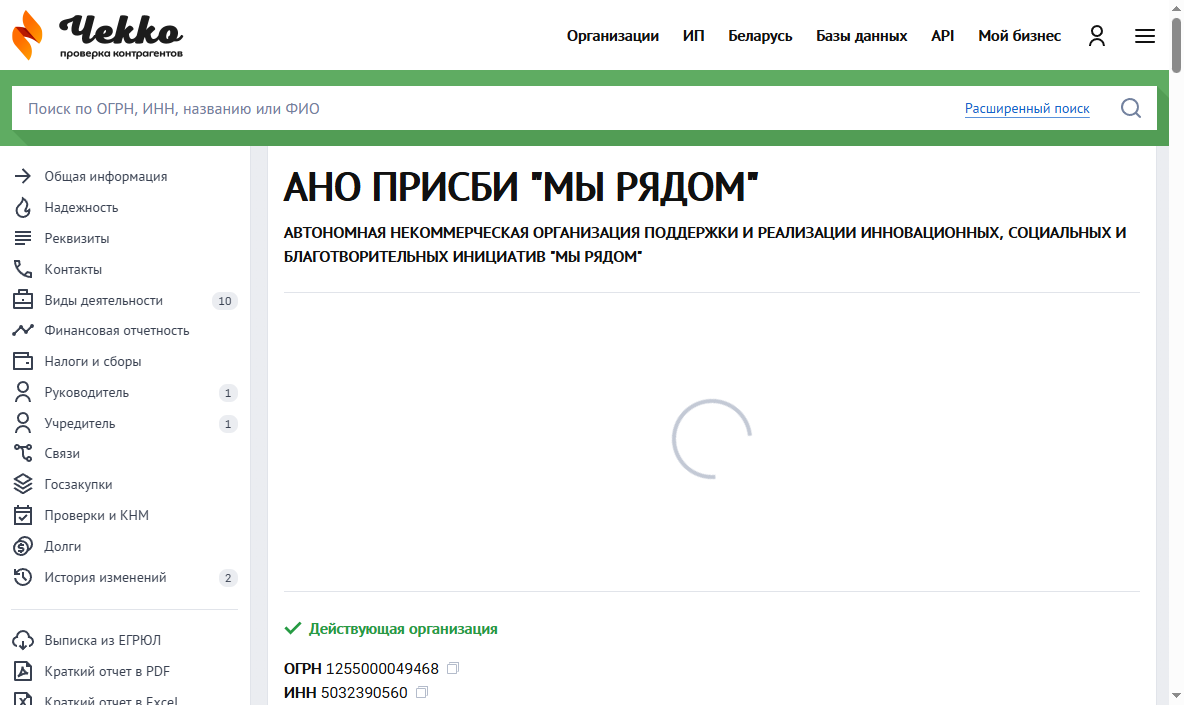 Чекко
проверка контрагентов
Организации ИП Беларусь Базы данных API Мой бизнес
Поиск по ОГРН, ИНН, названию или ФИО
Расширенный поиск
Общая информация
Надежность
Реквизиты
Контакты
Виды деятельности 10
Финансовая отчетность
Налоги и сборы
Руководитель 1
Учредитель 1
Связи
Госзакупки
Проверки и КНМ
Долги
История изменений 2
Выписка из ЕГРЮЛ
Краткий отчет в PDF
Краткий отчет в Excel
АНО ПРИСБИ "МЫ РЯДОМ"
АВТОНОМНАЯ НЕКОММЕРЧЕСКАЯ ОРГАНИЗАЦИЯ ПОДДЕРЖКИ И РЕАЛИЗАЦИИ ИННОВАЦИОННЫХ, СОЦИАЛЬНЫХ И
БЛАГОТВОРИТЕЛЬНЫХ ИНИЦИАТИВ "МЫ РЯДОМ"
Действующая организация
ОГРН 1255000049468
ИНН 5032390560